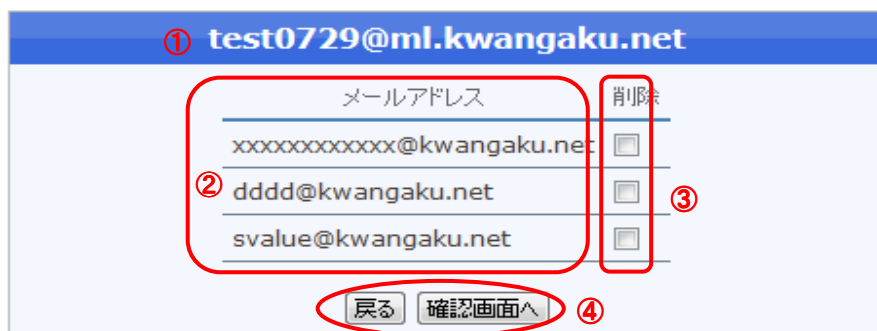 ① test0729@ml.kwangaku.net
メールアドレス 削除
xxxxxxxxxxxx@kwangaku.net
② dddd@kwangaku.net ③
svalue@kwangaku.net
戻る 確認画面へ ④